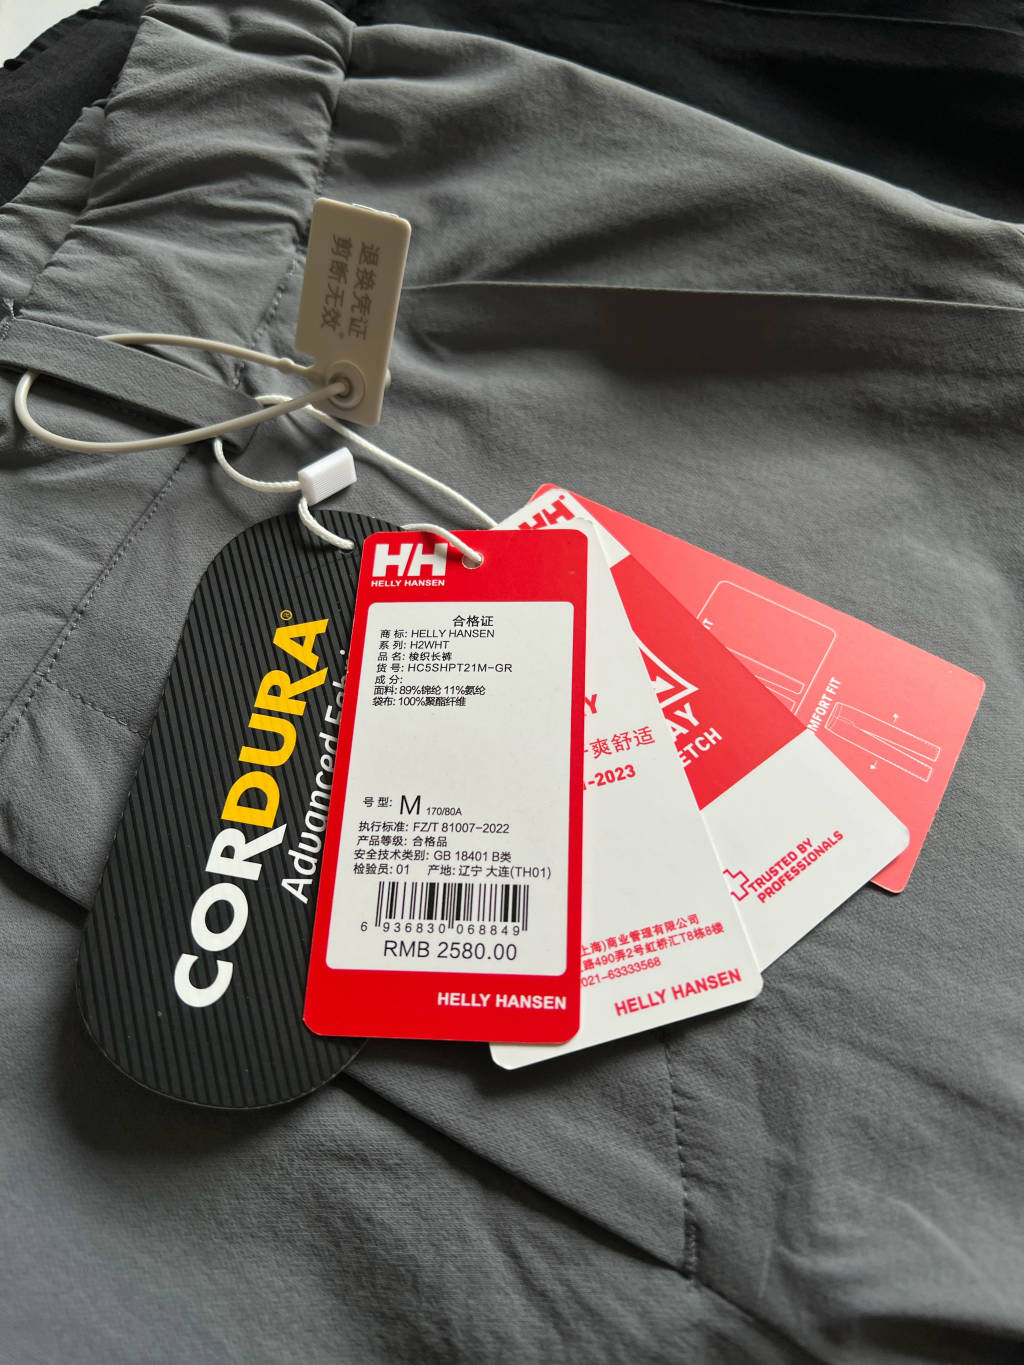 退换凭证
剪断无效
CORDURA®
Advanced
HH
HELLY HANSEN
合格证
商 标: HELLY HANSEN
系 列: H2WHT
品 名: 梭织长裤
货 号: HC5SHPT21M-GR
成 分:
面料: 89%锦纶 11%氨纶
袋布: 100%聚酯纤维
号 型: M 170/80A
执行标准: FZ/T 81007-2022
产品等级: 合格品
安全技术类别: GB 18401 B类
检验员: 01 产地: 辽宁 大连(TH01)
6 936830 068849
RMB 2580.00
HELLY HANSEN
爽舒适
-2023
上海)商业管理有限公司
路490弄2号虹桥汇T8栋8楼
021-63333568
HELLY HANSEN
HH
AY
ETCH
TRUSTED BY
PROFESSIONALS
MFORT FIT